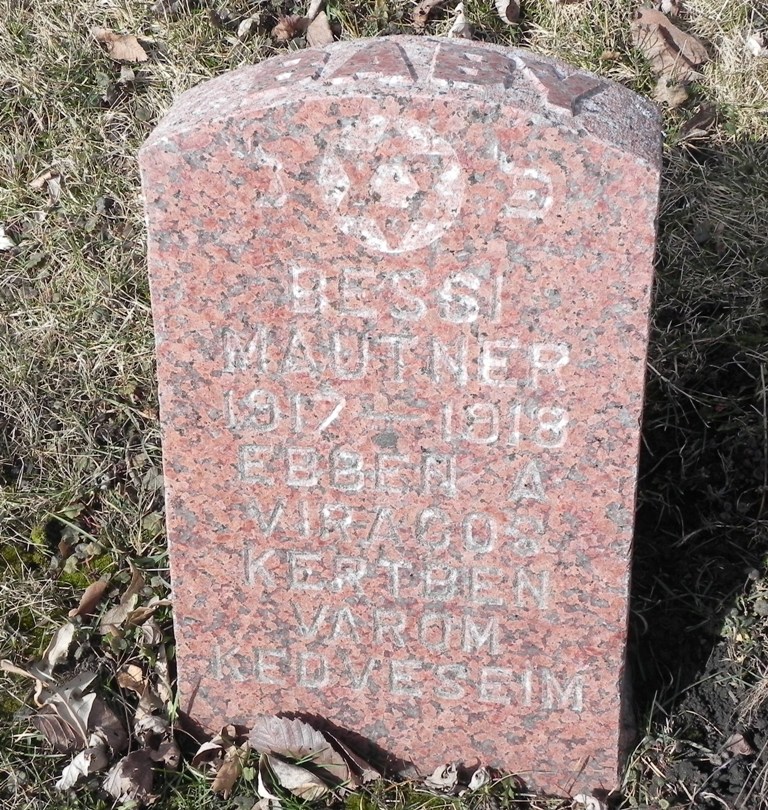 BABY
פ נ
BESSI
MAUTNER
1917 — 1918
EBBEN A
VIRAGOS
KERTBEN
VAROM
KEDVESEIM